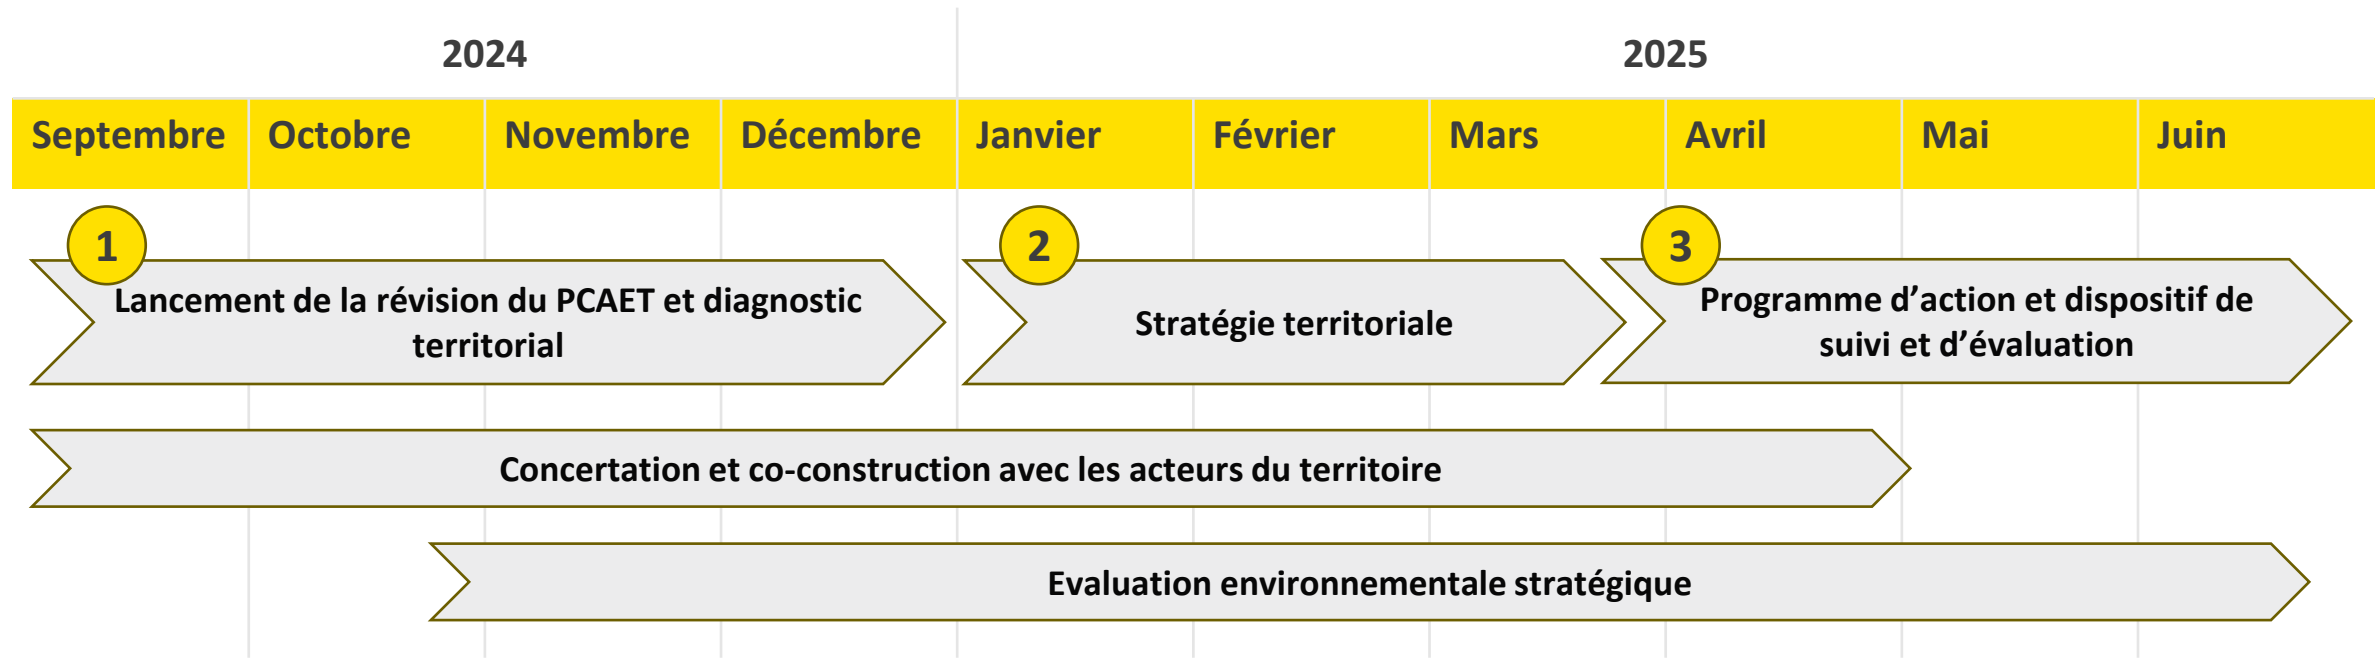 2024
2025
Septembre
Octobre
Novembre
Décembre
Janvier
Février
Mars
Avril
Mai
Juin
1
Lancement de la révision du PCAET et diagnostic
territorial
2
Stratégie territoriale
3
Programme d’action et dispositif de
suivi et d’évaluation
Concertation et co-construction avec les acteurs du territoire
Evaluation environnementale stratégique